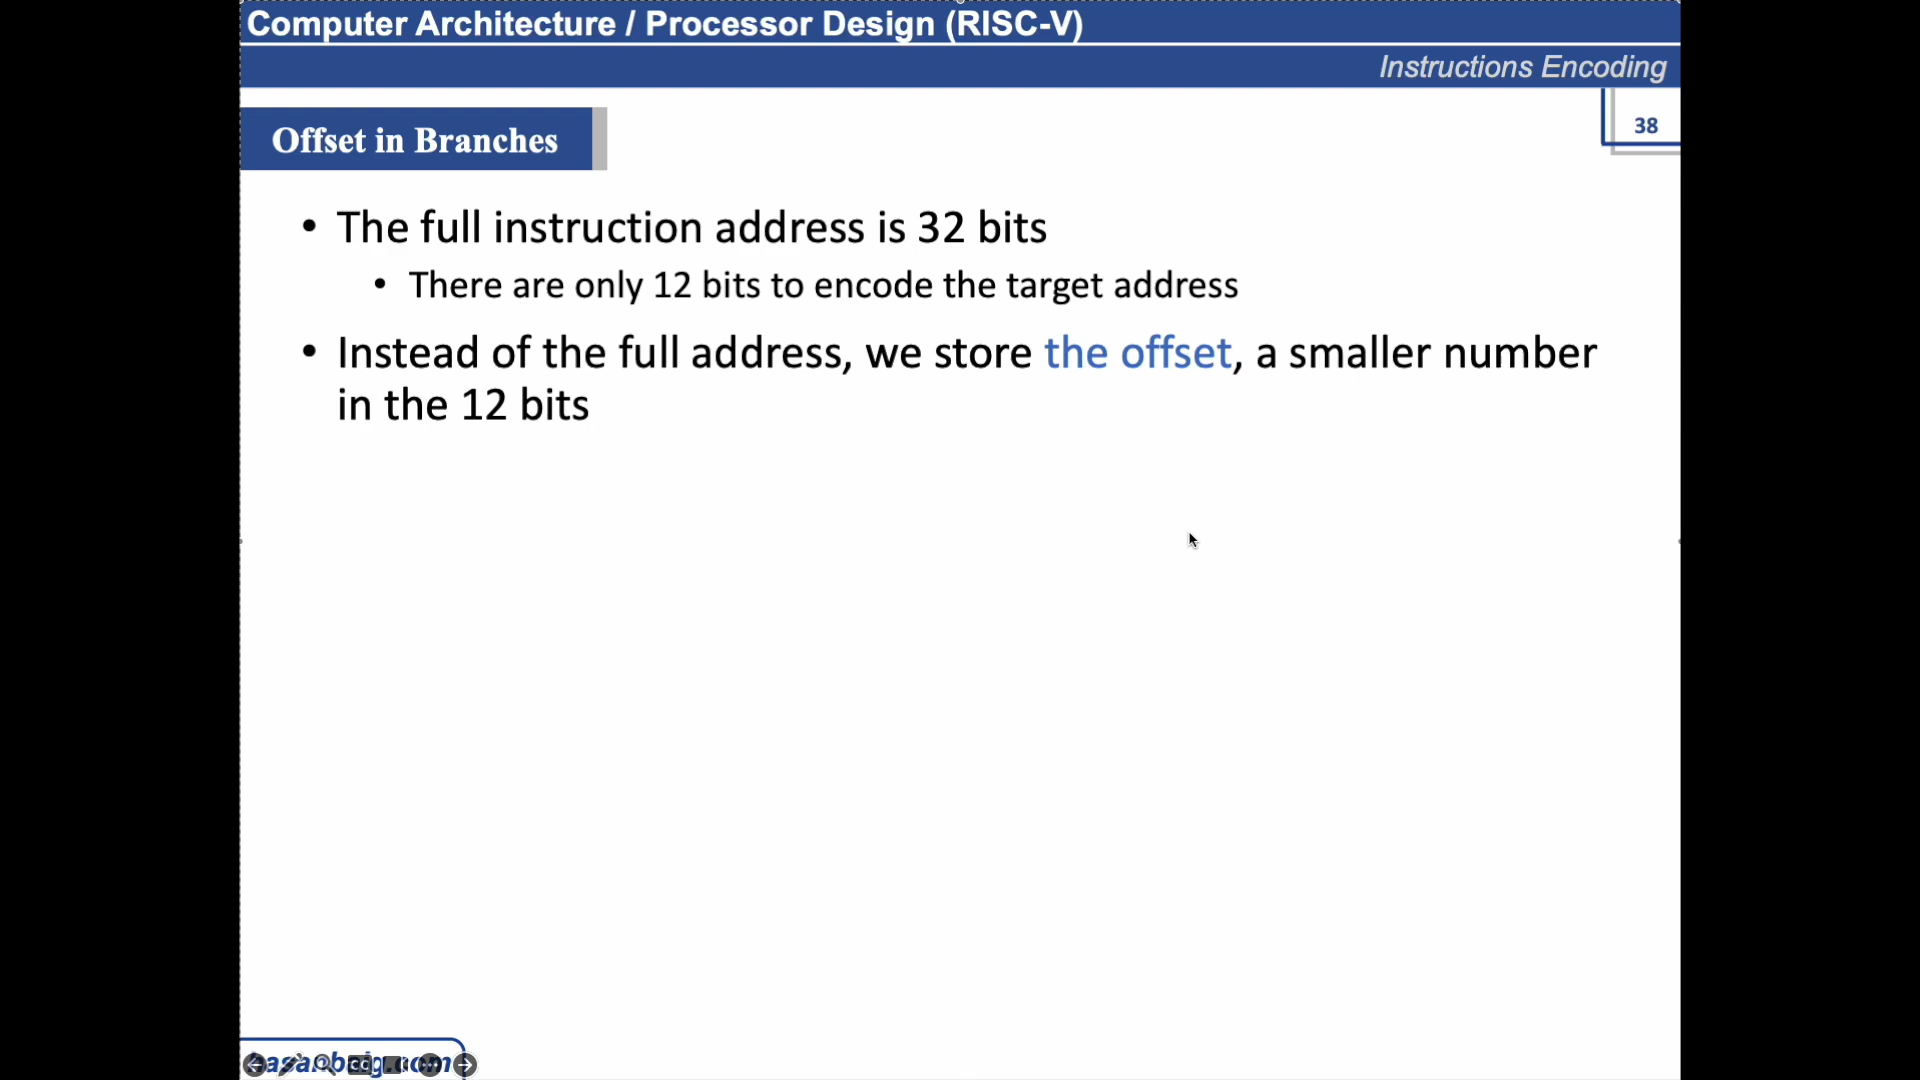 Computer Architecture / Processor Design (RISC-V)
Instructions Encoding
Offset in Branches
38
• The full instruction address is 32 bits
• There are only 12 bits to encode the target address
• Instead of the full address, we store the offset, a smaller number
in the 12 bits
hasanbaig.com